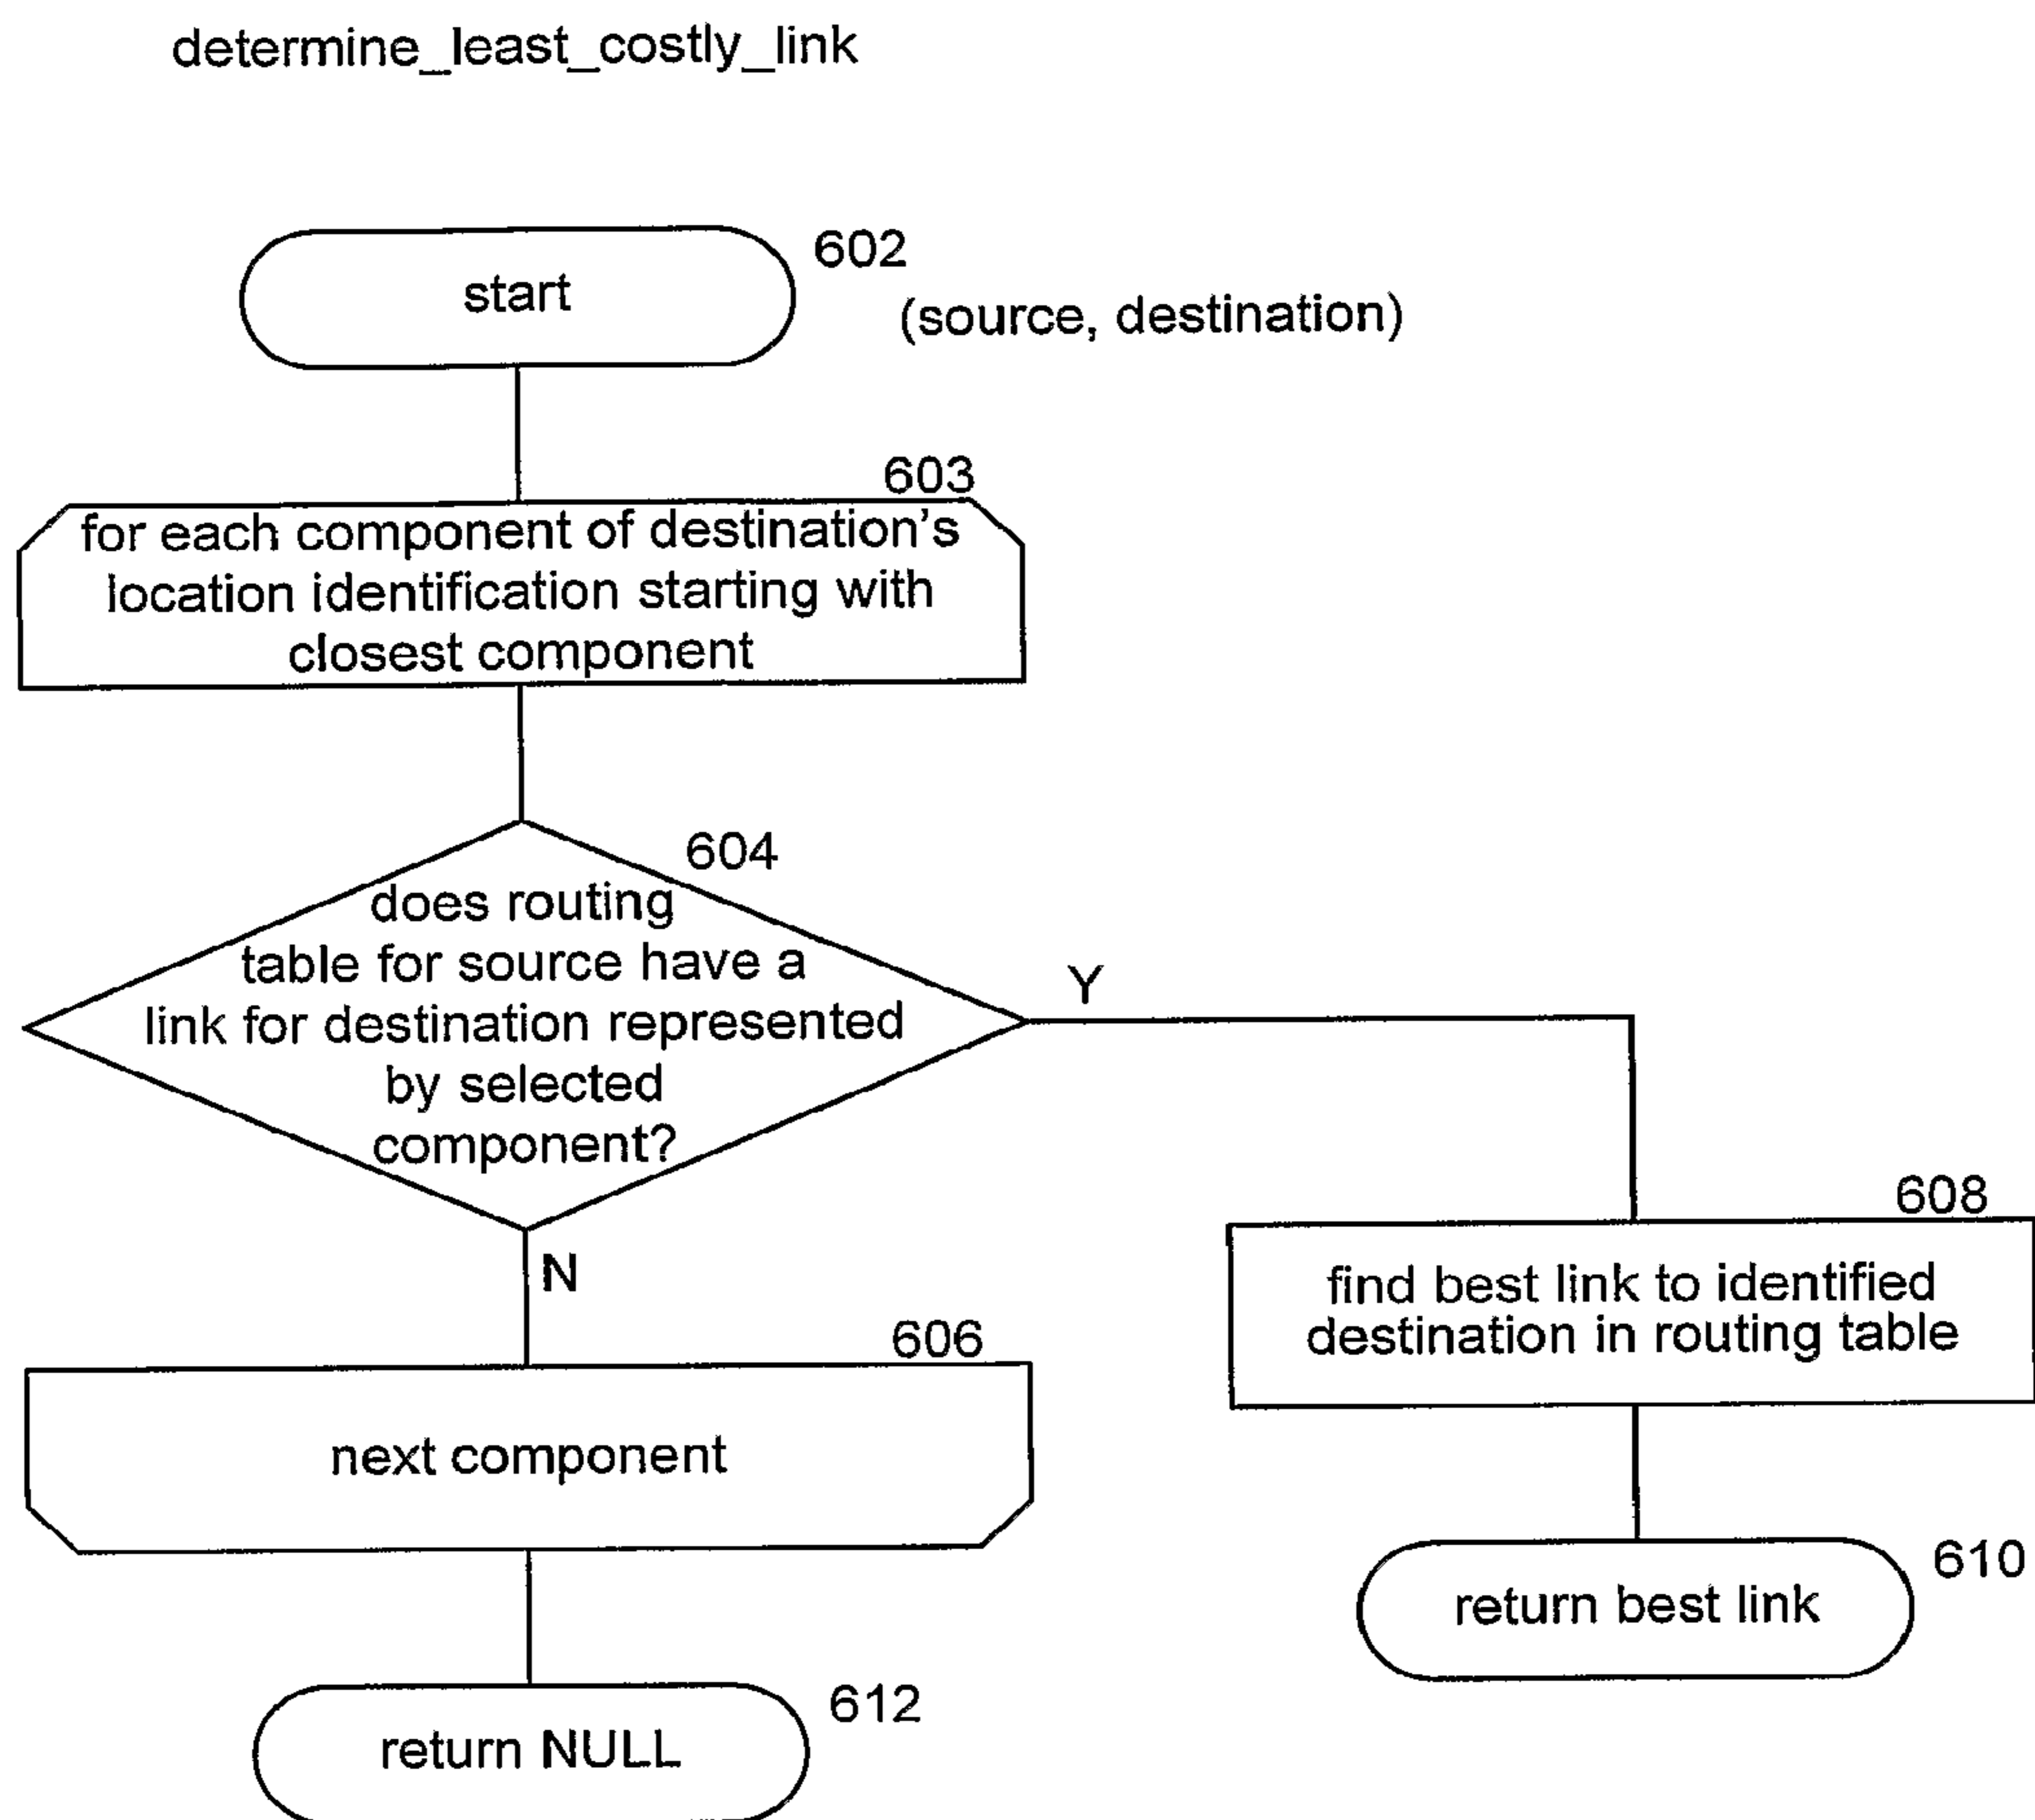 determine_least_costly_link
602
start
(source, destination)
603
for each component of destination's
location identification starting with
closest component
604
does routing
table for source have a
link for destination represented
by selected
component?
Y
N
608
find best link to identified
destination in routing table
606
next component
610
return best link
612
return NULL